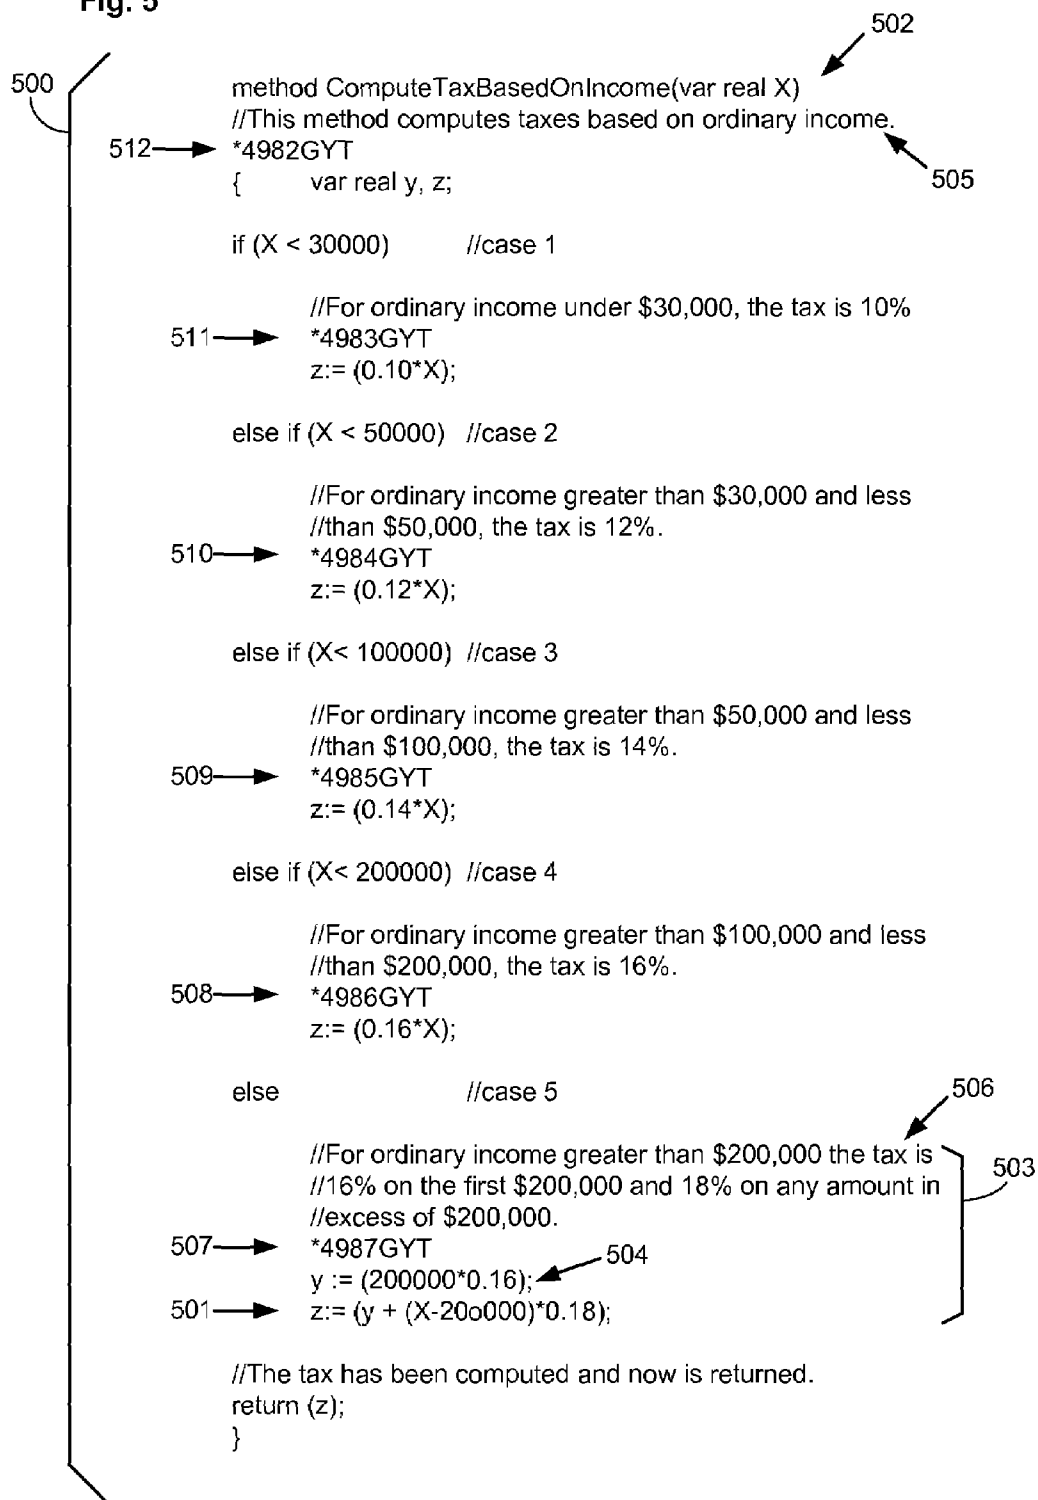 Fig. 5
502
500
method ComputeTaxBasedOnIncome(var real X)
//This method computes taxes based on ordinary income.
512 *4982GYT
505
{ var real y, z;
if (X < 30000) //case 1
//For ordinary income under $30,000, the tax is 10%
511 *4983GYT
z:= (0.10*X);
else if (X < 50000) //case 2
//For ordinary income greater than $30,000 and less
//than $50,000, the tax is 12%.
510 *4984GYT
z:= (0.12*X);
else if (X< 100000) //case 3
//For ordinary income greater than $50,000 and less
//than $100,000, the tax is 14%.
509 *4985GYT
z:= (0.14*X);
else if (X< 200000) //case 4
//For ordinary income greater than $100,000 and less
//than $200,000, the tax is 16%.
508 *4986GYT
z:= (0.16*X);
else //case 5
506
//For ordinary income greater than $200,000 the tax is
503
//16% on the first $200,000 and 18% on any amount in
//excess of $200,000.
507 *4987GYT
504
y := (200000*0.16);
501 z:= (y + (X-20o000)*0.18);
//The tax has been computed and now is returned.
return (z);
}